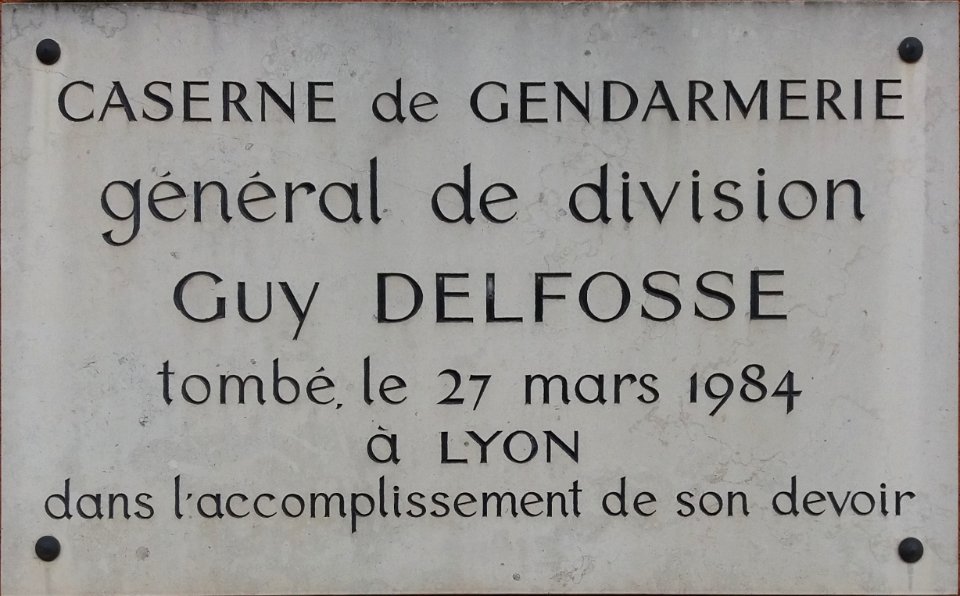 CASERNE de GENDARMERIE
général de division
GUY DELFOSSE
tombé, le 27 mars 1984
à LYON
dans l'accomplissement de son devoir